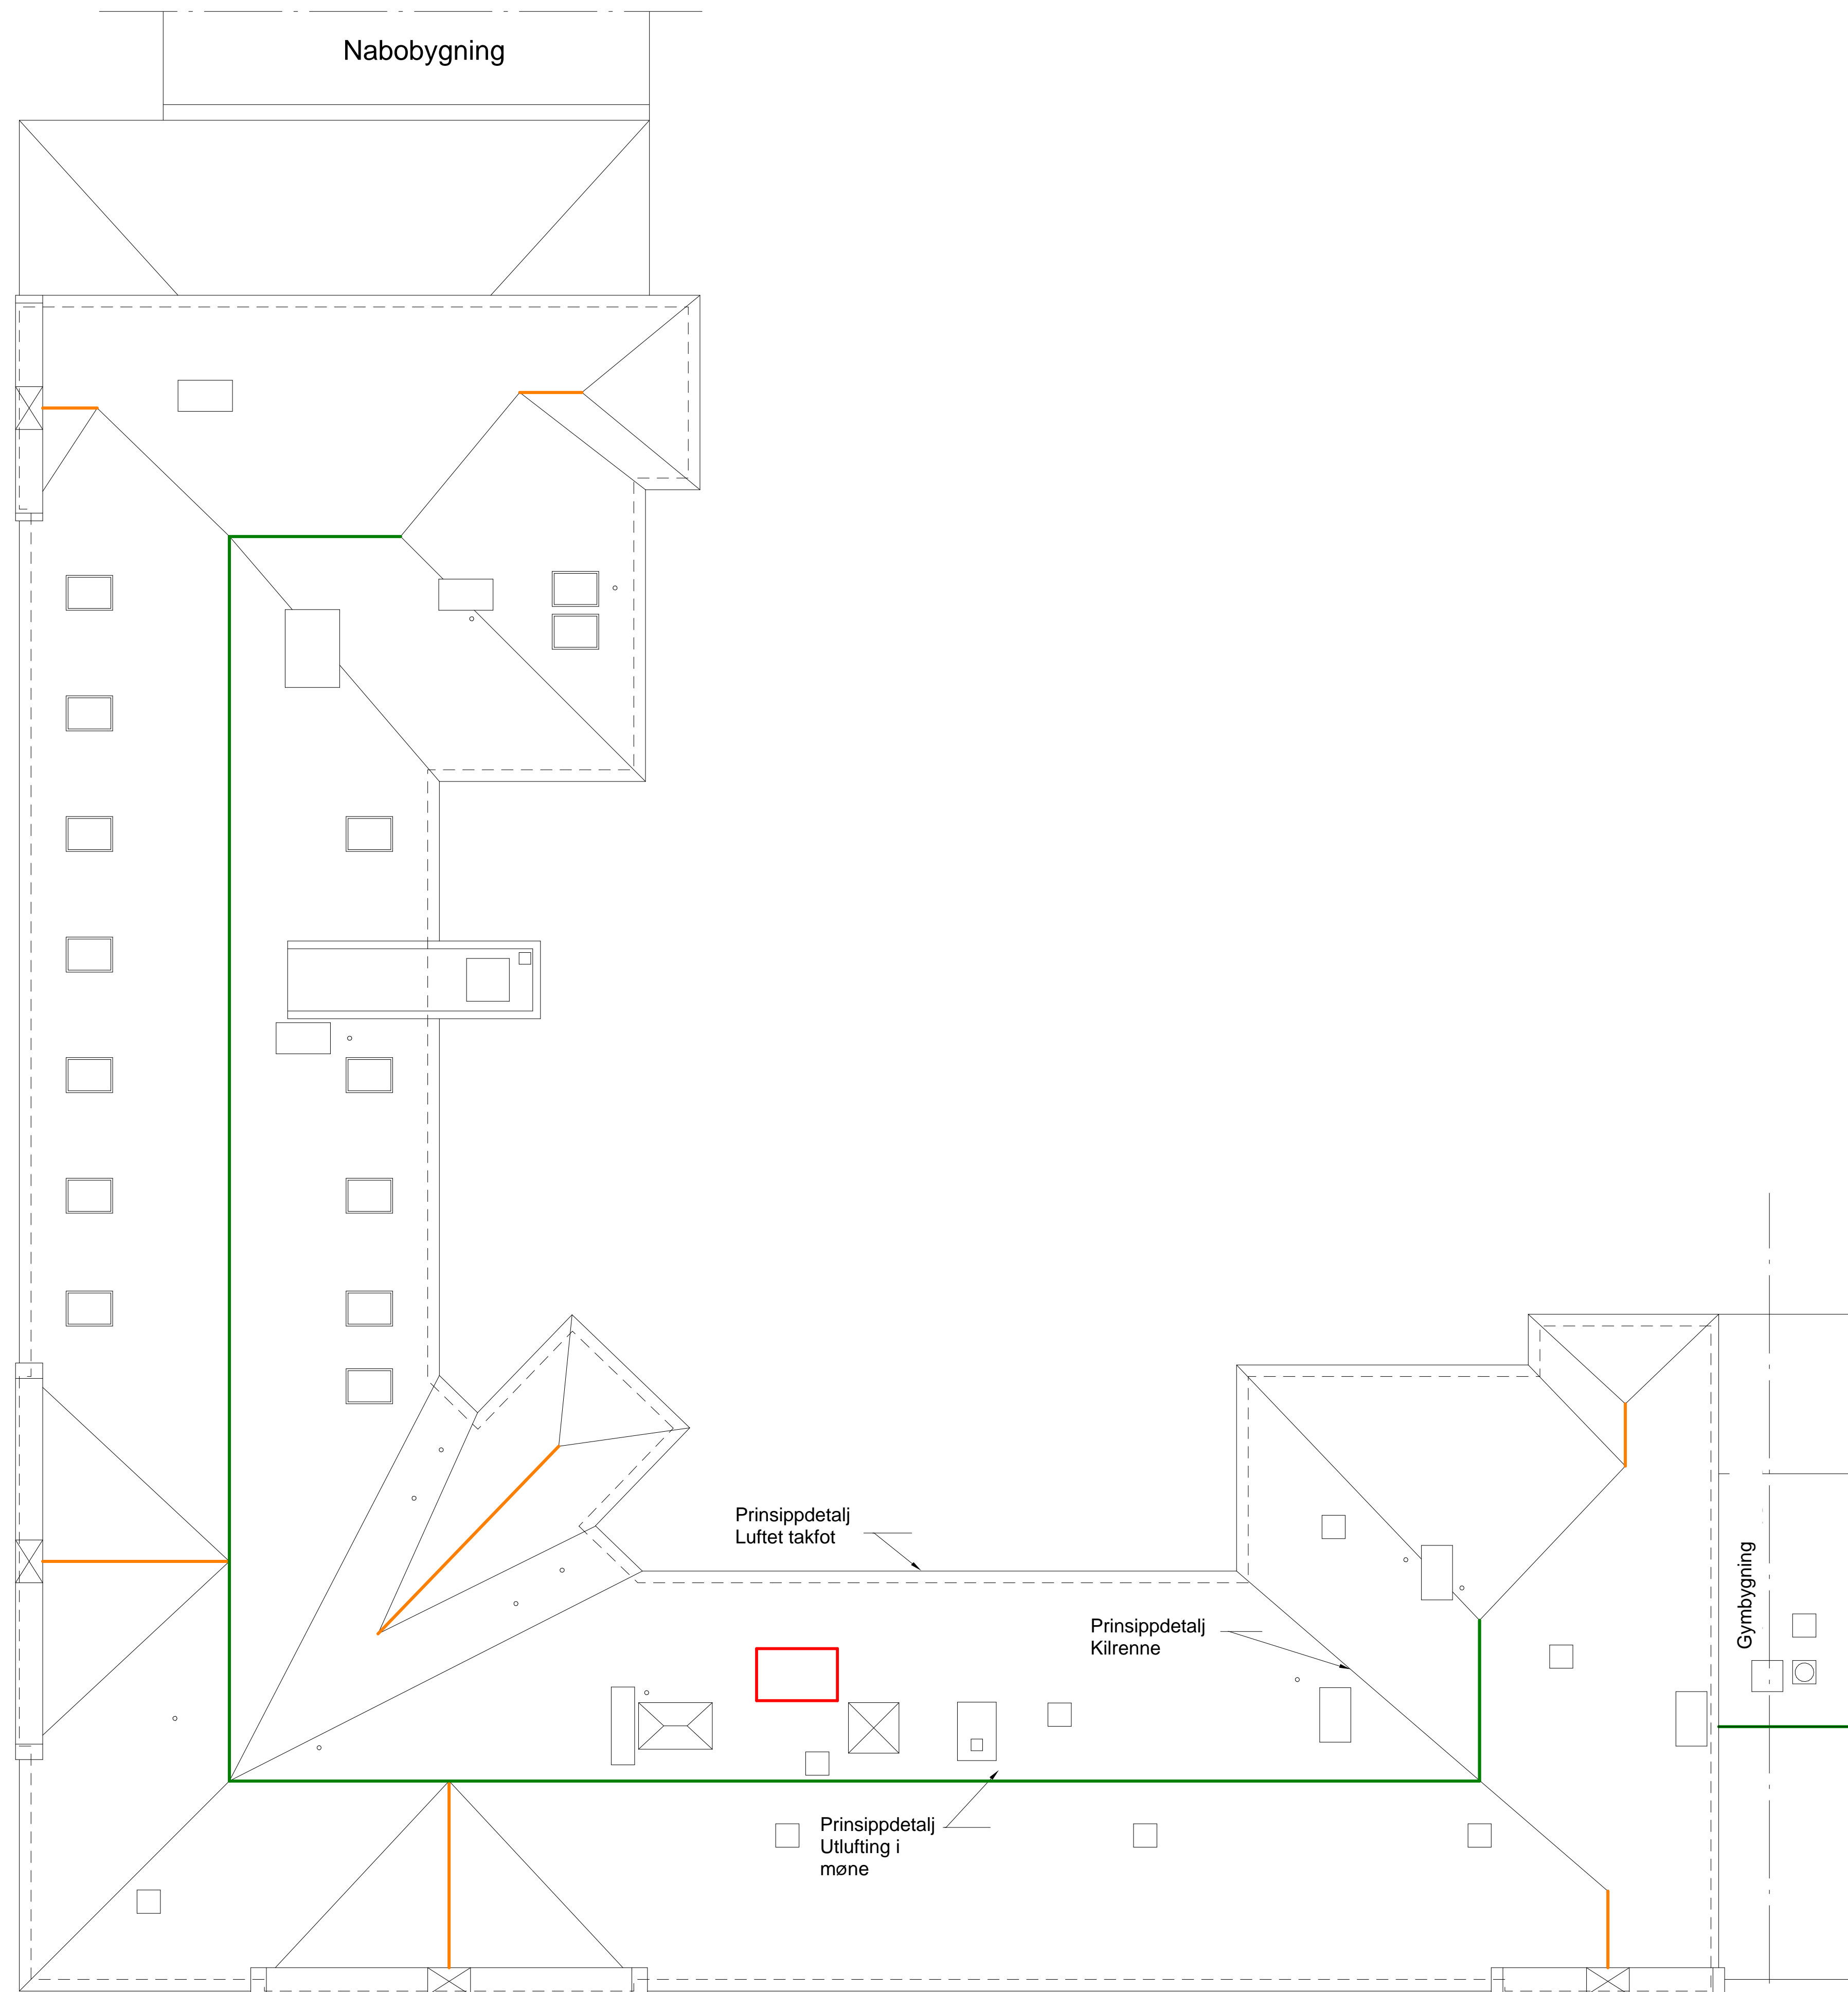 Nabobygning
Prinsippdetalj
Luftet takfot
Prinsippdetalj
Kilrenne
Gymbygning
Prinsippdetalj
Utlufting i
møne